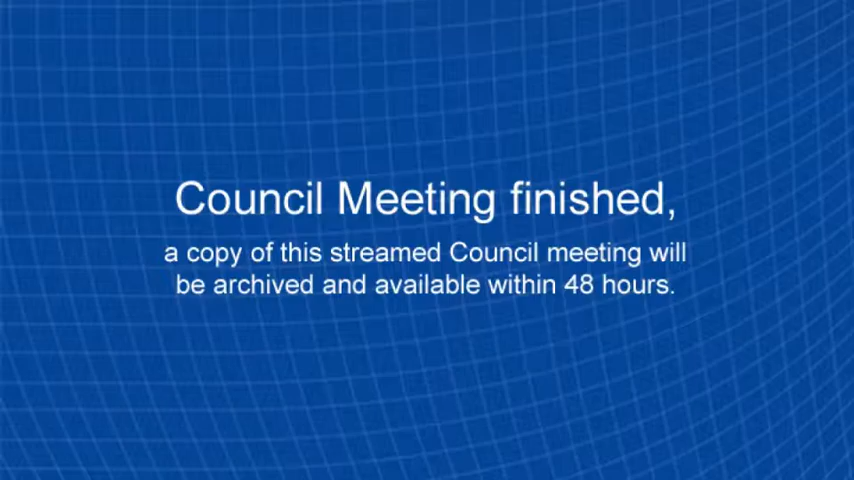 Council Meeting finished,
a copy of this streamed Council meeting will
be archived and available within 48 hours.